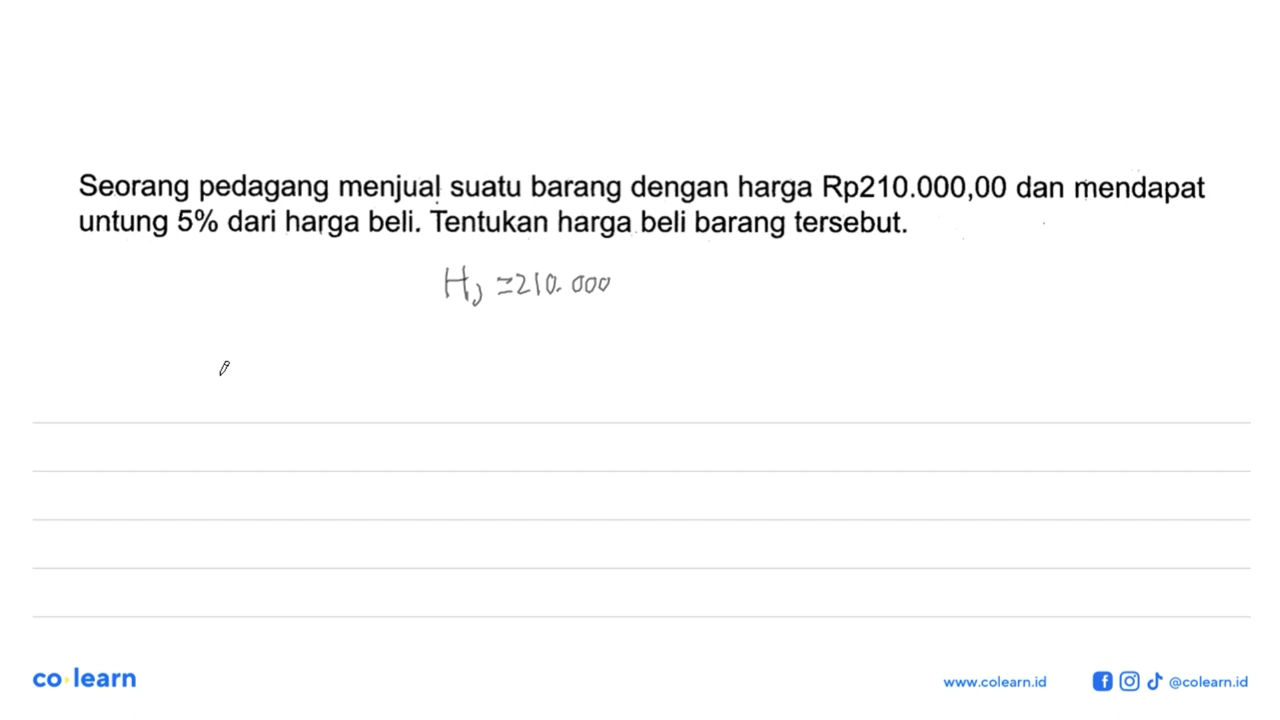 Seorang pedagang menjual suatu barang dengan harga Rp210.000,00 dan mendapat
untung 5% dari harga beli. Tentukan harga beli barang tersebut.
Hj = 210.000
co learn
www.colearn.id
@colearn.id